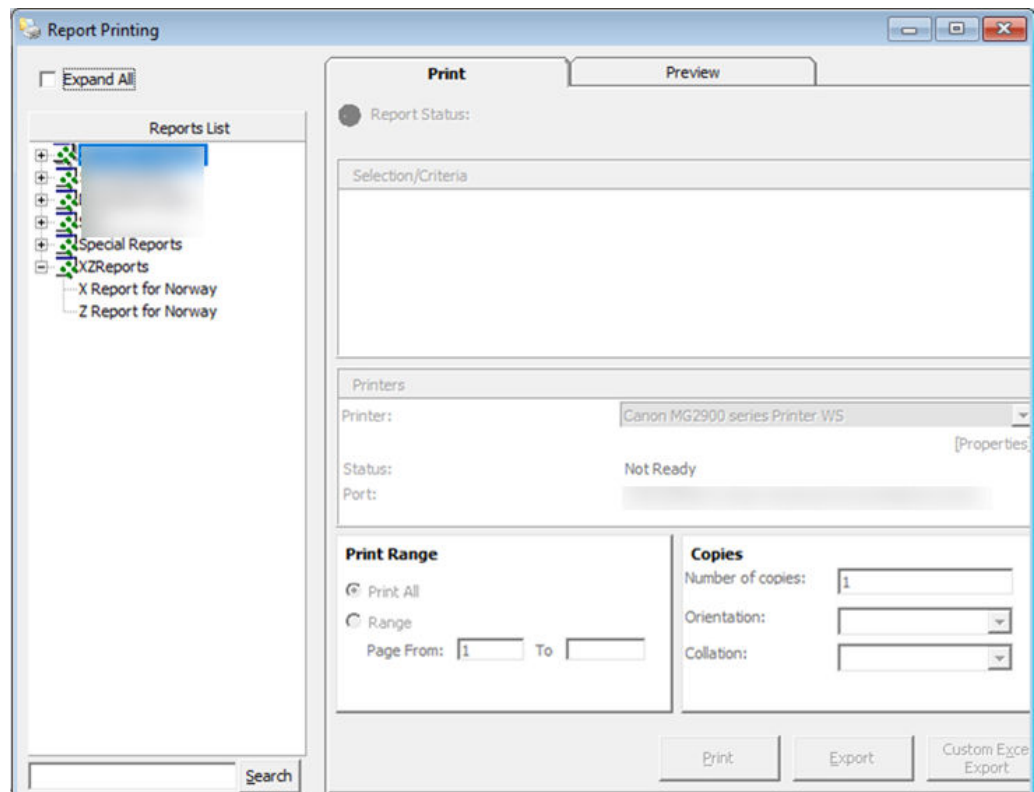 Report Printing
Expand All
Reports List
Special Reports
XZReports
X Report for Norway
Z Report for Norway
Search
Print
Preview
Report Status:
Selection/Criteria
Printers
Printer:
Canon MG2900 series Printer WS
[Properties]
Status:
Not Ready
Port:
Print Range
Print All
Range
Page From: 1 To
Copies
Number of copies: 1
Orientation:
Collation:
Print
Export
Custom Exce
Export